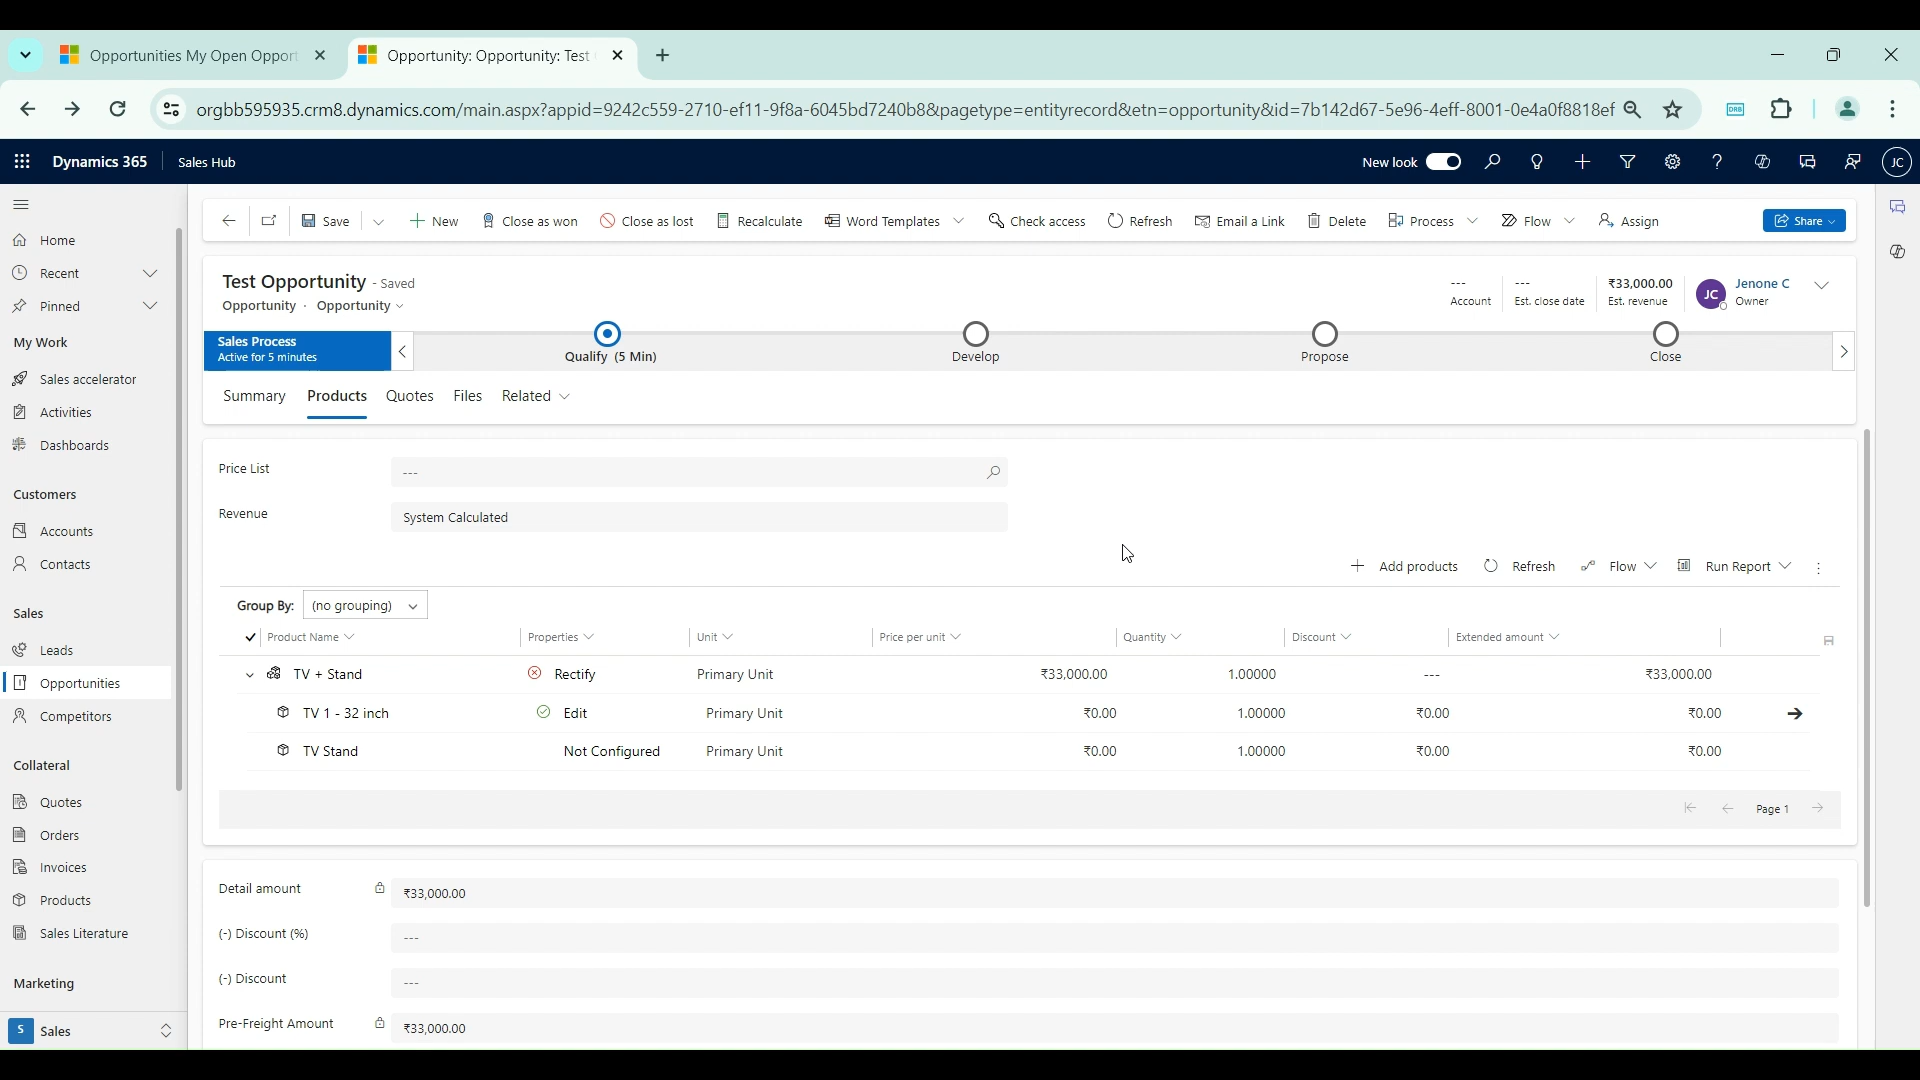 Opportunities My Open Opport
Opportunity: Opportunity: Test
orgbb595935.crm8.dynamics.com/main.aspx?appid=9242c559-2710-ef11-9f8a-6045bd7240b8&pagetype=entityrecord&etn=opportunity&id=7b142d67-5e96-4eff-8001-0e4a0f8818ef
DRB
Dynamics 365 Sales Hub New look JC
Save New Close as won Close as lost Recalculate Word Templates Check access Refresh Email a Link Delete Process Flow Assign Share
Home
Recent
Pinned
My Work
Sales accelerator
Activities
Dashboards
Customers
Accounts
Contacts
Sales
Leads
Opportunities
Competitors
Collateral
Quotes
Orders
Invoices
Products
Sales Literature
Marketing
S Sales
Test Opportunity - Saved
Opportunity · Opportunity
--- Account
--- Est. close date
₹33,000.00 Est. revenue
JC Jenone C
Owner
Sales Process
Active for 5 minutes
Qualify (5 Min) Develop Propose Close
Summary Products Quotes Files Related
Price List ---
Revenue System Calculated
+ Add products Refresh Flow Run Report
Group By: (no grouping)
Product Name Properties Unit Price per unit Quantity Discount Extended amount
TV + Stand Rectify Primary Unit ₹33,000.00 1.00000 --- ₹33,000.00
TV 1 - 32 inch Edit Primary Unit ₹0.00 1.00000 ₹0.00 ₹0.00
TV Stand Not Configured Primary Unit ₹0.00 1.00000 ₹0.00 ₹0.00
Page 1
Detail amount ₹33,000.00
(-) Discount (%) ---
(-) Discount ---
Pre-Freight Amount ₹33,000.00